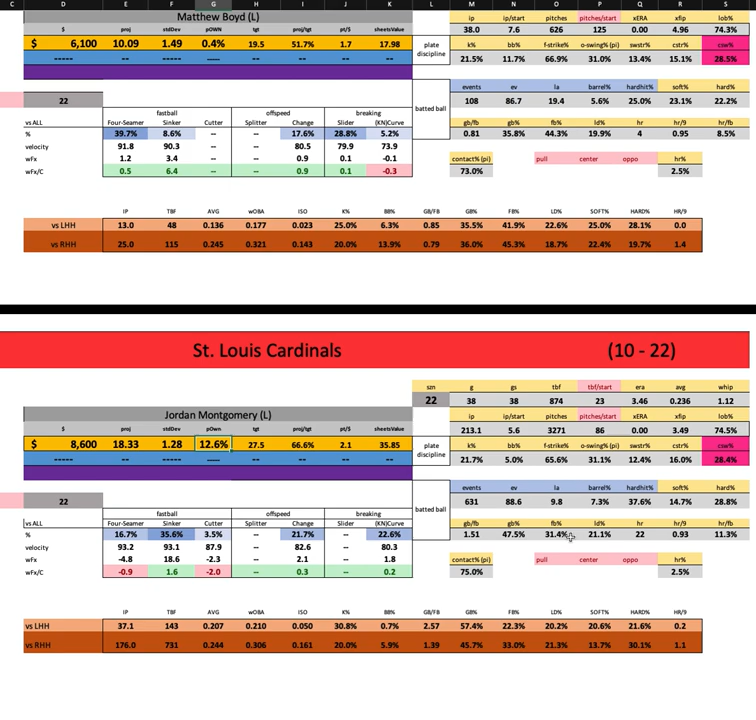 C D E F G H I J K L M N O P Q R S
Matthew Boyd (L) ip ip/start pitches pitches/start xERA xfip lob%
$ proj stdDev pOWN tgt proj/tgt pt/$ sheetsValue 38.0 7.6 626 125 0.00 4.96 74.3%
$ 6,100 10.09 1.49 0.4% 19.5 51.7% 1.7 17.98 plate discipline k% bb% f-strike% o-swing% (pi) swstr% cstr% csw%
----- -- -- ---- -- -- -- -- 21.5% 11.7% 66.9% 31.0% 13.4% 15.1% 28.5%
events ev la barrel% hardhit% soft% hard%
22 batted ball 108 86.7 19.4 5.6% 25.0% 23.1% 22.2%
fastball offspeed breaking
vs ALL Four-Seamer Sinker Cutter Splitter Change Slider (KN)Curve gb/fb gb% fb% ld% hr hr/9 hr/fb
% 39.7% 8.6% -- -- 17.6% 28.8% 5.2% 0.81 35.8% 44.3% 19.9% 4 0.95 8.5%
velocity 91.8 90.3 -- -- 80.5 79.9 73.9
wFx 1.2 3.4 -- -- 0.9 0.1 -0.1 contact% (pi) pull center oppo hr%
wFx/C 0.5 6.4 -- -- 0.9 0.1 -0.3 73.0% 2.5%
IP TBF AVG wOBA ISO K% BB% GB/FB GB% FB% LD% SOFT% HARD% HR/9
vs LHH 13.0 48 0.136 0.177 0.023 25.0% 6.3% 0.85 35.5% 41.9% 22.6% 25.0% 28.1% 0.0
vs RHH 25.0 115 0.245 0.321 0.143 20.0% 13.9% 0.79 36.0% 45.3% 18.7% 22.4% 19.7% 1.4
St. Louis Cardinals (10 - 22)
szn g gs tbf tbf/start era avg whip
22 38 38 874 23 3.46 0.236 1.12
Jordan Montgomery (L) ip ip/start pitches pitches/start xERA xfip lob%
$ proj stdDev pOwn tgt proj/tgt pt/$ sheetsValue 213.1 5.6 3271 86 0.00 3.49 74.5%
$ 8,600 18.33 1.28 12.6% 27.5 66.6% 2.1 35.85 plate discipline k% bb% f-strike% o-swing% (pi) swstr% cstr% csw%
----- -- -- ---- -- -- -- -- 21.7% 5.0% 65.6% 31.1% 12.4% 16.0% 28.4%
events ev la barrel% hardhit% soft% hard%
22 batted ball 631 88.6 9.8 7.3% 37.6% 14.7% 28.8%
fastball offspeed breaking
vs ALL Four-Seamer Sinker Cutter Splitter Change Slider (KN)Curve gb/fb gb% fb% ld% hr hr/9 hr/fb
% 16.7% 35.6% 3.5% -- 21.7% -- 22.6% 1.51 47.5% 31.4% 21.1% 22 0.93 11.3%
velocity 93.2 93.1 87.9 -- 82.6 -- 80.3
wFx -4.8 18.6 -2.3 -- 2.1 -- 1.8 contact% (pi) pull center oppo hr%
wFx/C -0.9 1.6 -2.0 -- 0.3 -- 0.2 75.0% 2.5%
IP TBF AVG wOBA ISO K% BB% GB/FB GB% FB% LD% SOFT% HARD% HR/9
vs LHH 37.1 143 0.207 0.210 0.050 30.8% 0.7% 2.57 57.4% 22.3% 20.2% 20.6% 21.6% 0.2
vs RHH 176.0 731 0.244 0.306 0.161 20.0% 5.9% 1.39 45.7% 33.0% 21.3% 13.7% 30.1% 1.1